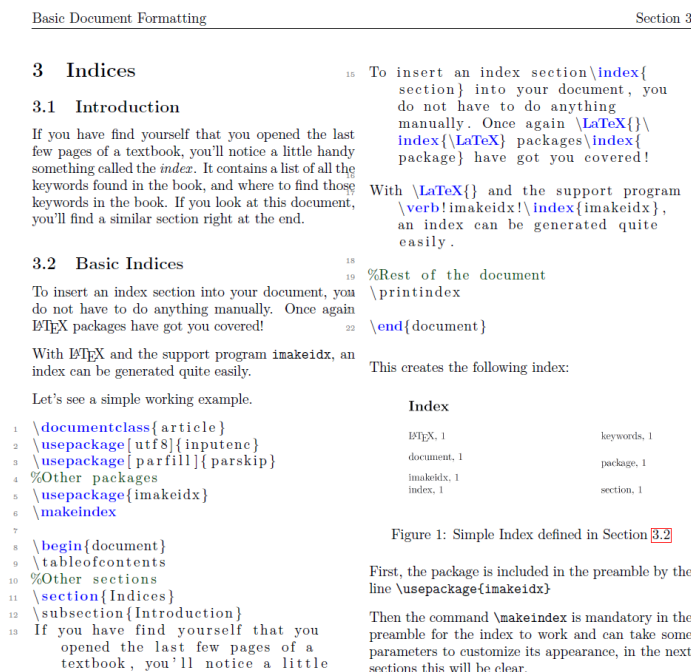 Basic Document Formatting
Section 3
3 Indices
3.1 Introduction
If you have find yourself that you opened the last
few pages of a textbook, you'll notice a little handy
something called the index. It contains a list of all the
keywords found in the book, and where to find those
keywords in the book. If you look at this document,
you'll find a similar section right at the end.
3.2 Basic Indices
To insert an index section into your document, you
do not have to do anything manually. Once again
LATEX packages have got you covered!
With LATEX and the support program imakeidx, an
index can be generated quite easily.
Let's see a simple working example.
1 \documentclass{article}
2 \usepackage[utf8]{inputenc}
3 \usepackage[parfill]{parskip}
4 %Other packages
5 \usepackage{imakeidx}
6 \makeindex
7
8 \begin{document}
9 \tableofcontents
10 %Other sections
11 \section{Indices}
12 \subsection{Introduction}
13 If you have find yourself that you
opened the last few pages of a
textbook, you'll notice a little
15 To insert an index section\index{
section} into your document, you
do not have to do anything
manually. Once again \LaTeX{}\
index{\LaTeX} packages\index{
package} have got you covered!
16
17 With \LaTeX{} and the support program
\verb!imakeidx!\index{imakeidx},
an index can be generated quite
easily.
18
19 %Rest of the document
\printindex
22 \end{document}
This creates the following index:
Index
LATEX, 1
document, 1
imakeidx, 1
index, 1
keywords, 1
package, 1
section, 1
Figure 1: Simple Index defined in Section 3.2
First, the package is included in the preamble by the
line \usepackage{imakeidx}
Then the command \makeindex is mandatory in the
preamble for the index to work and can take some
parameters to customize its appearance, in the next
sections this will be clear.